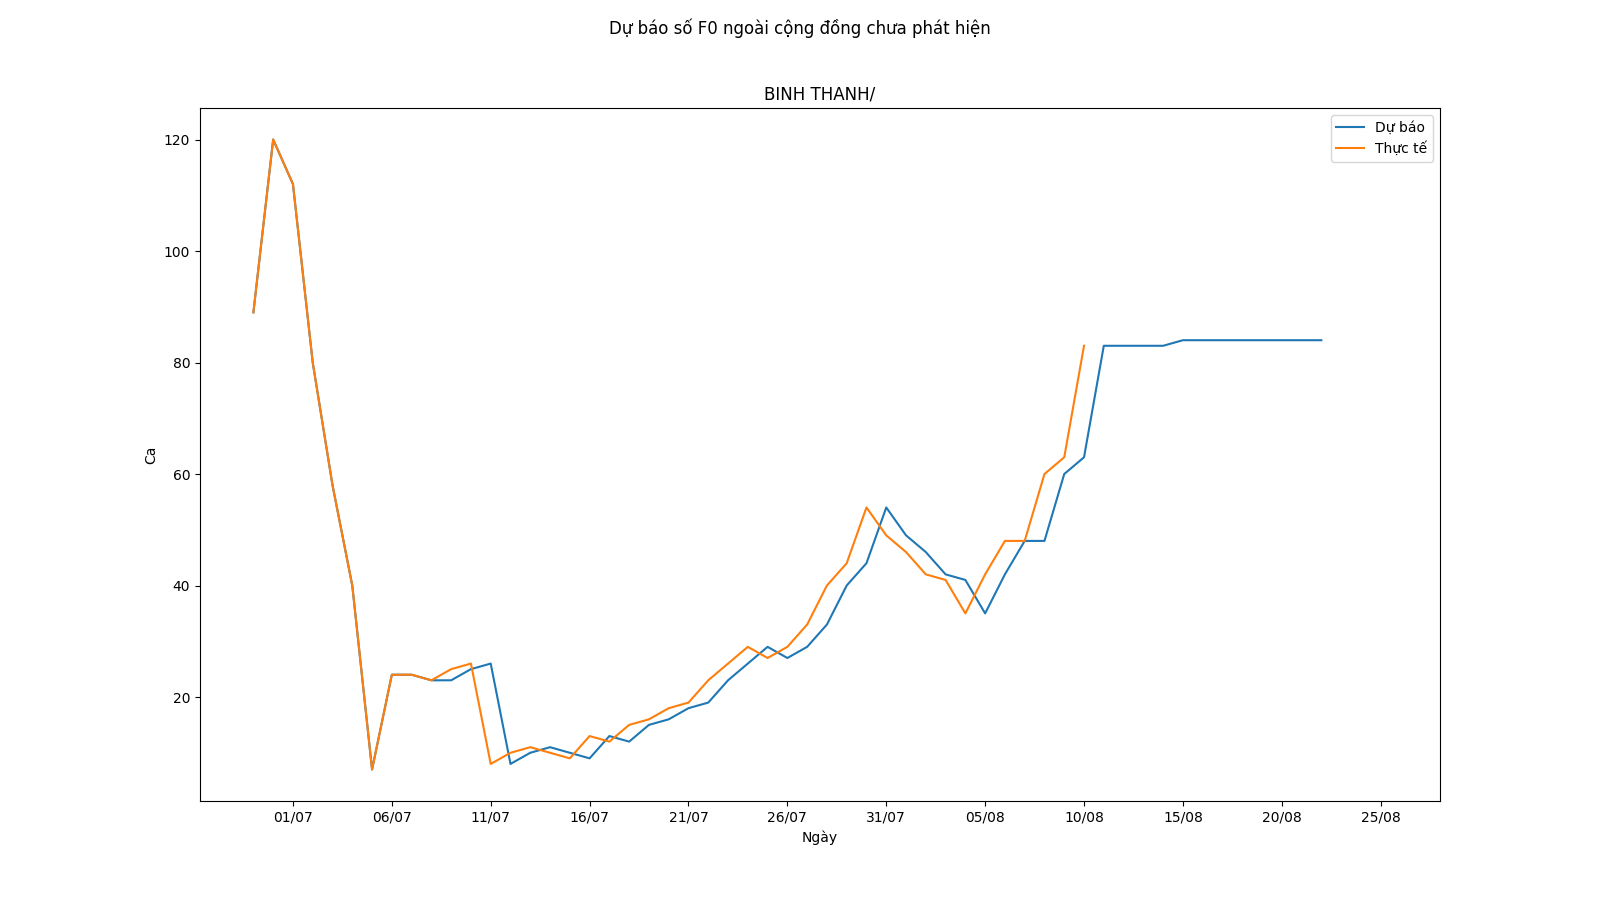 Dự báo số F0 ngoài cộng đồng chưa phát hiện
BINH THANH/
Dự báo
Thực tế
120
100
80
60
40
20
Ca
01/07 06/07 11/07 16/07 21/07 26/07 31/07 05/08 10/08 15/08 20/08 25/08
Ngày